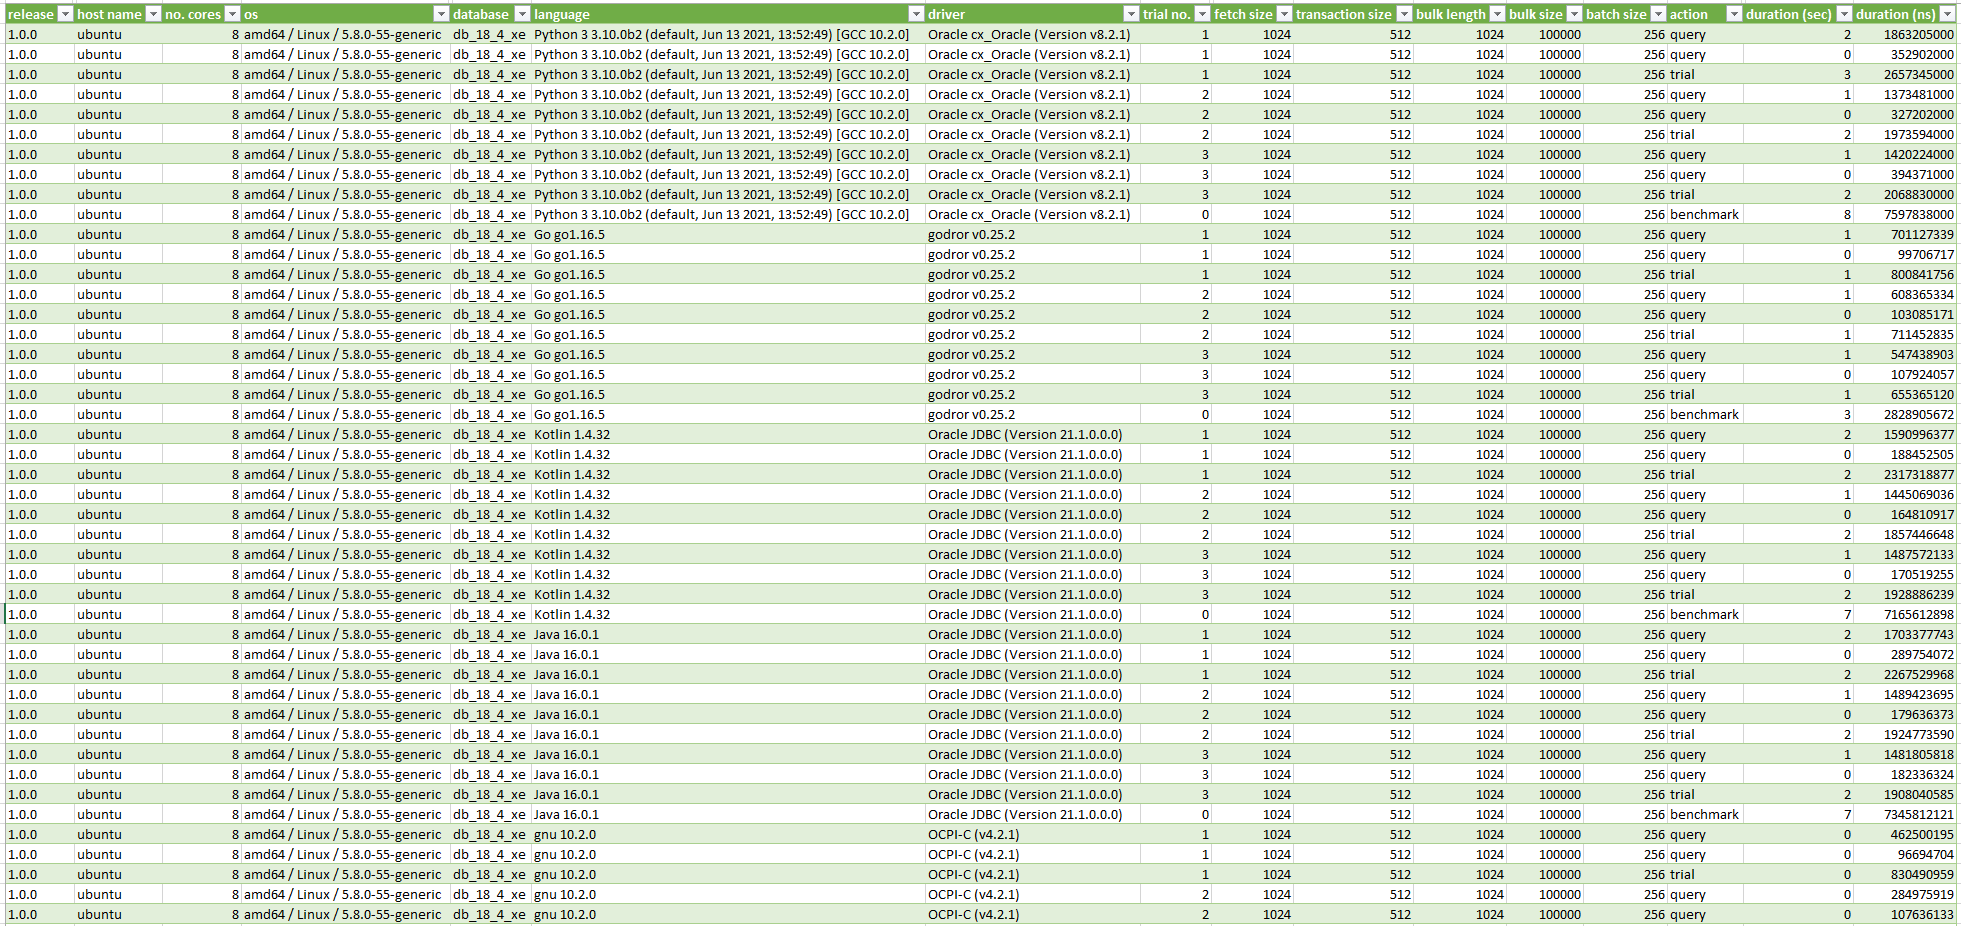 release host name no. cores os database language driver trial no. fetch size transaction size bulk length bulk size batch size action duration (sec) duration (ns)
1.0.0 ubuntu 8 amd64 / Linux / 5.8.0-55-generic db_18_4_xe Python 3 3.10.0b2 (default, Jun 13 2021, 13:52:49) [GCC 10.2.0] Oracle cx_Oracle (Version v8.2.1) 1 1024 512 1024 100000 256 query 2 1863205000
1.0.0 ubuntu 8 amd64 / Linux / 5.8.0-55-generic db_18_4_xe Python 3 3.10.0b2 (default, Jun 13 2021, 13:52:49) [GCC 10.2.0] Oracle cx_Oracle (Version v8.2.1) 1 1024 512 1024 100000 256 query 0 352902000
1.0.0 ubuntu 8 amd64 / Linux / 5.8.0-55-generic db_18_4_xe Python 3 3.10.0b2 (default, Jun 13 2021, 13:52:49) [GCC 10.2.0] Oracle cx_Oracle (Version v8.2.1) 1 1024 512 1024 100000 256 trial 3 2657345000
1.0.0 ubuntu 8 amd64 / Linux / 5.8.0-55-generic db_18_4_xe Python 3 3.10.0b2 (default, Jun 13 2021, 13:52:49) [GCC 10.2.0] Oracle cx_Oracle (Version v8.2.1) 2 1024 512 1024 100000 256 query 1 1373481000
1.0.0 ubuntu 8 amd64 / Linux / 5.8.0-55-generic db_18_4_xe Python 3 3.10.0b2 (default, Jun 13 2021, 13:52:49) [GCC 10.2.0] Oracle cx_Oracle (Version v8.2.1) 2 1024 512 1024 100000 256 query 0 327202000
1.0.0 ubuntu 8 amd64 / Linux / 5.8.0-55-generic db_18_4_xe Python 3 3.10.0b2 (default, Jun 13 2021, 13:52:49) [GCC 10.2.0] Oracle cx_Oracle (Version v8.2.1) 2 1024 512 1024 100000 256 trial 2 1973594000
1.0.0 ubuntu 8 amd64 / Linux / 5.8.0-55-generic db_18_4_xe Python 3 3.10.0b2 (default, Jun 13 2021, 13:52:49) [GCC 10.2.0] Oracle cx_Oracle (Version v8.2.1) 3 1024 512 1024 100000 256 query 1 1420224000
1.0.0 ubuntu 8 amd64 / Linux / 5.8.0-55-generic db_18_4_xe Python 3 3.10.0b2 (default, Jun 13 2021, 13:52:49) [GCC 10.2.0] Oracle cx_Oracle (Version v8.2.1) 3 1024 512 1024 100000 256 query 0 394371000
1.0.0 ubuntu 8 amd64 / Linux / 5.8.0-55-generic db_18_4_xe Python 3 3.10.0b2 (default, Jun 13 2021, 13:52:49) [GCC 10.2.0] Oracle cx_Oracle (Version v8.2.1) 3 1024 512 1024 100000 256 trial 2 2068830000
1.0.0 ubuntu 8 amd64 / Linux / 5.8.0-55-generic db_18_4_xe Python 3 3.10.0b2 (default, Jun 13 2021, 13:52:49) [GCC 10.2.0] Oracle cx_Oracle (Version v8.2.1) 0 1024 512 1024 100000 256 benchmark 8 7597838000
1.0.0 ubuntu 8 amd64 / Linux / 5.8.0-55-generic db_18_4_xe Go go1.16.5 godror v0.25.2 1 1024 512 1024 100000 256 query 1 701127339
1.0.0 ubuntu 8 amd64 / Linux / 5.8.0-55-generic db_18_4_xe Go go1.16.5 godror v0.25.2 1 1024 512 1024 100000 256 query 0 99706717
1.0.0 ubuntu 8 amd64 / Linux / 5.8.0-55-generic db_18_4_xe Go go1.16.5 godror v0.25.2 1 1024 512 1024 100000 256 trial 1 800841756
1.0.0 ubuntu 8 amd64 / Linux / 5.8.0-55-generic db_18_4_xe Go go1.16.5 godror v0.25.2 2 1024 512 1024 100000 256 query 1 608365334
1.0.0 ubuntu 8 amd64 / Linux / 5.8.0-55-generic db_18_4_xe Go go1.16.5 godror v0.25.2 2 1024 512 1024 100000 256 query 0 103085171
1.0.0 ubuntu 8 amd64 / Linux / 5.8.0-55-generic db_18_4_xe Go go1.16.5 godror v0.25.2 2 1024 512 1024 100000 256 trial 1 711452835
1.0.0 ubuntu 8 amd64 / Linux / 5.8.0-55-generic db_18_4_xe Go go1.16.5 godror v0.25.2 3 1024 512 1024 100000 256 query 1 547438903
1.0.0 ubuntu 8 amd64 / Linux / 5.8.0-55-generic db_18_4_xe Go go1.16.5 godror v0.25.2 3 1024 512 1024 100000 256 query 0 107924057
1.0.0 ubuntu 8 amd64 / Linux / 5.8.0-55-generic db_18_4_xe Go go1.16.5 godror v0.25.2 3 1024 512 1024 100000 256 trial 1 655365120
1.0.0 ubuntu 8 amd64 / Linux / 5.8.0-55-generic db_18_4_xe Go go1.16.5 godror v0.25.2 0 1024 512 1024 100000 256 benchmark 3 2828905672
1.0.0 ubuntu 8 amd64 / Linux / 5.8.0-55-generic db_18_4_xe Kotlin 1.4.32 Oracle JDBC (Version 21.1.0.0.0) 1 1024 512 1024 100000 256 query 2 1590996377
1.0.0 ubuntu 8 amd64 / Linux / 5.8.0-55-generic db_18_4_xe Kotlin 1.4.32 Oracle JDBC (Version 21.1.0.0.0) 1 1024 512 1024 100000 256 query 0 188452505
1.0.0 ubuntu 8 amd64 / Linux / 5.8.0-55-generic db_18_4_xe Kotlin 1.4.32 Oracle JDBC (Version 21.1.0.0.0) 1 1024 512 1024 100000 256 trial 2 2317318877
1.0.0 ubuntu 8 amd64 / Linux / 5.8.0-55-generic db_18_4_xe Kotlin 1.4.32 Oracle JDBC (Version 21.1.0.0.0) 2 1024 512 1024 100000 256 query 1 1445069036
1.0.0 ubuntu 8 amd64 / Linux / 5.8.0-55-generic db_18_4_xe Kotlin 1.4.32 Oracle JDBC (Version 21.1.0.0.0) 2 1024 512 1024 100000 256 query 0 164810917
1.0.0 ubuntu 8 amd64 / Linux / 5.8.0-55-generic db_18_4_xe Kotlin 1.4.32 Oracle JDBC (Version 21.1.0.0.0) 2 1024 512 1024 100000 256 trial 2 1857446648
1.0.0 ubuntu 8 amd64 / Linux / 5.8.0-55-generic db_18_4_xe Kotlin 1.4.32 Oracle JDBC (Version 21.1.0.0.0) 3 1024 512 1024 100000 256 query 1 1487572133
1.0.0 ubuntu 8 amd64 / Linux / 5.8.0-55-generic db_18_4_xe Kotlin 1.4.32 Oracle JDBC (Version 21.1.0.0.0) 3 1024 512 1024 100000 256 query 0 170519255
1.0.0 ubuntu 8 amd64 / Linux / 5.8.0-55-generic db_18_4_xe Kotlin 1.4.32 Oracle JDBC (Version 21.1.0.0.0) 3 1024 512 1024 100000 256 trial 2 1928886239
1.0.0 ubuntu 8 amd64 / Linux / 5.8.0-55-generic db_18_4_xe Kotlin 1.4.32 Oracle JDBC (Version 21.1.0.0.0) 0 1024 512 1024 100000 256 benchmark 7 7165612898
1.0.0 ubuntu 8 amd64 / Linux / 5.8.0-55-generic db_18_4_xe Java 16.0.1 Oracle JDBC (Version 21.1.0.0.0) 1 1024 512 1024 100000 256 query 2 1703377743
1.0.0 ubuntu 8 amd64 / Linux / 5.8.0-55-generic db_18_4_xe Java 16.0.1 Oracle JDBC (Version 21.1.0.0.0) 1 1024 512 1024 100000 256 query 0 289754072
1.0.0 ubuntu 8 amd64 / Linux / 5.8.0-55-generic db_18_4_xe Java 16.0.1 Oracle JDBC (Version 21.1.0.0.0) 1 1024 512 1024 100000 256 trial 2 2267529968
1.0.0 ubuntu 8 amd64 / Linux / 5.8.0-55-generic db_18_4_xe Java 16.0.1 Oracle JDBC (Version 21.1.0.0.0) 2 1024 512 1024 100000 256 query 1 1489423695
1.0.0 ubuntu 8 amd64 / Linux / 5.8.0-55-generic db_18_4_xe Java 16.0.1 Oracle JDBC (Version 21.1.0.0.0) 2 1024 512 1024 100000 256 query 0 179636373
1.0.0 ubuntu 8 amd64 / Linux / 5.8.0-55-generic db_18_4_xe Java 16.0.1 Oracle JDBC (Version 21.1.0.0.0) 2 1024 512 1024 100000 256 trial 2 1924773590
1.0.0 ubuntu 8 amd64 / Linux / 5.8.0-55-generic db_18_4_xe Java 16.0.1 Oracle JDBC (Version 21.1.0.0.0) 3 1024 512 1024 100000 256 query 1 1481805818
1.0.0 ubuntu 8 amd64 / Linux / 5.8.0-55-generic db_18_4_xe Java 16.0.1 Oracle JDBC (Version 21.1.0.0.0) 3 1024 512 1024 100000 256 query 0 182336324
1.0.0 ubuntu 8 amd64 / Linux / 5.8.0-55-generic db_18_4_xe Java 16.0.1 Oracle JDBC (Version 21.1.0.0.0) 3 1024 512 1024 100000 256 trial 2 1908040585
1.0.0 ubuntu 8 amd64 / Linux / 5.8.0-55-generic db_18_4_xe Java 16.0.1 Oracle JDBC (Version 21.1.0.0.0) 0 1024 512 1024 100000 256 benchmark 7 7345812121
1.0.0 ubuntu 8 amd64 / Linux / 5.8.0-55-generic db_18_4_xe gnu 10.2.0 OCPI-C (v4.2.1) 1 1024 512 1024 100000 256 query 0 462500195
1.0.0 ubuntu 8 amd64 / Linux / 5.8.0-55-generic db_18_4_xe gnu 10.2.0 OCPI-C (v4.2.1) 1 1024 512 1024 100000 256 query 0 96694704
1.0.0 ubuntu 8 amd64 / Linux / 5.8.0-55-generic db_18_4_xe gnu 10.2.0 OCPI-C (v4.2.1) 1 1024 512 1024 100000 256 trial 0 830490959
1.0.0 ubuntu 8 amd64 / Linux / 5.8.0-55-generic db_18_4_xe gnu 10.2.0 OCPI-C (v4.2.1) 2 1024 512 1024 100000 256 query 0 284975919
1.0.0 ubuntu 8 amd64 / Linux / 5.8.0-55-generic db_18_4_xe gnu 10.2.0 OCPI-C (v4.2.1) 2 1024 512 1024 100000 256 query 0 107636133